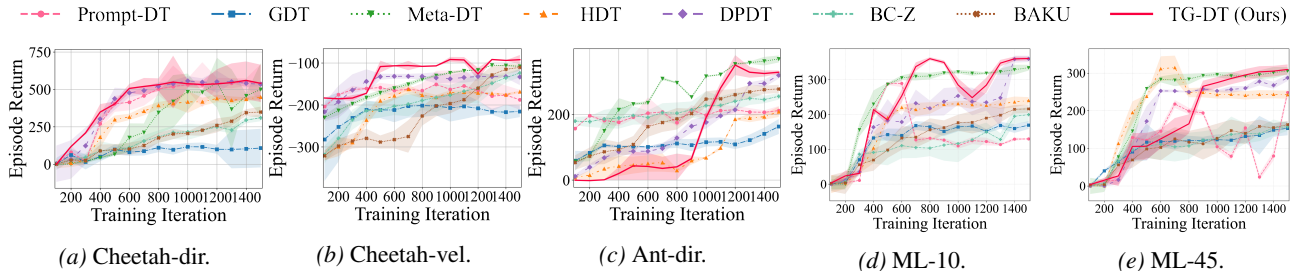 Prompt-DT GDT Meta-DT HDT DPDT BC-Z BAKU TG-DT (Ours)
Episode Return
750
500
250
0
200 400 600 800 1000 1200 1400
Training Iteration
(a) Cheetah-dir.
Episode Return
−100
−200
−300
200 400 600 800 1000 1200 1400
Training Iteration
(b) Cheetah-vel.
Episode Return
200
0
200 400 600 800 1000 1200 1400
Training Iteration
(c) Ant-dir.
Episode Return
300
200
100
0
200 400 600 800 1000 1200 1400
Training Iteration
(d) ML-10.
Episode Return
300
200
100
0
200 400 600 800 1000 1200 1400
Training Iteration
(e) ML-45.